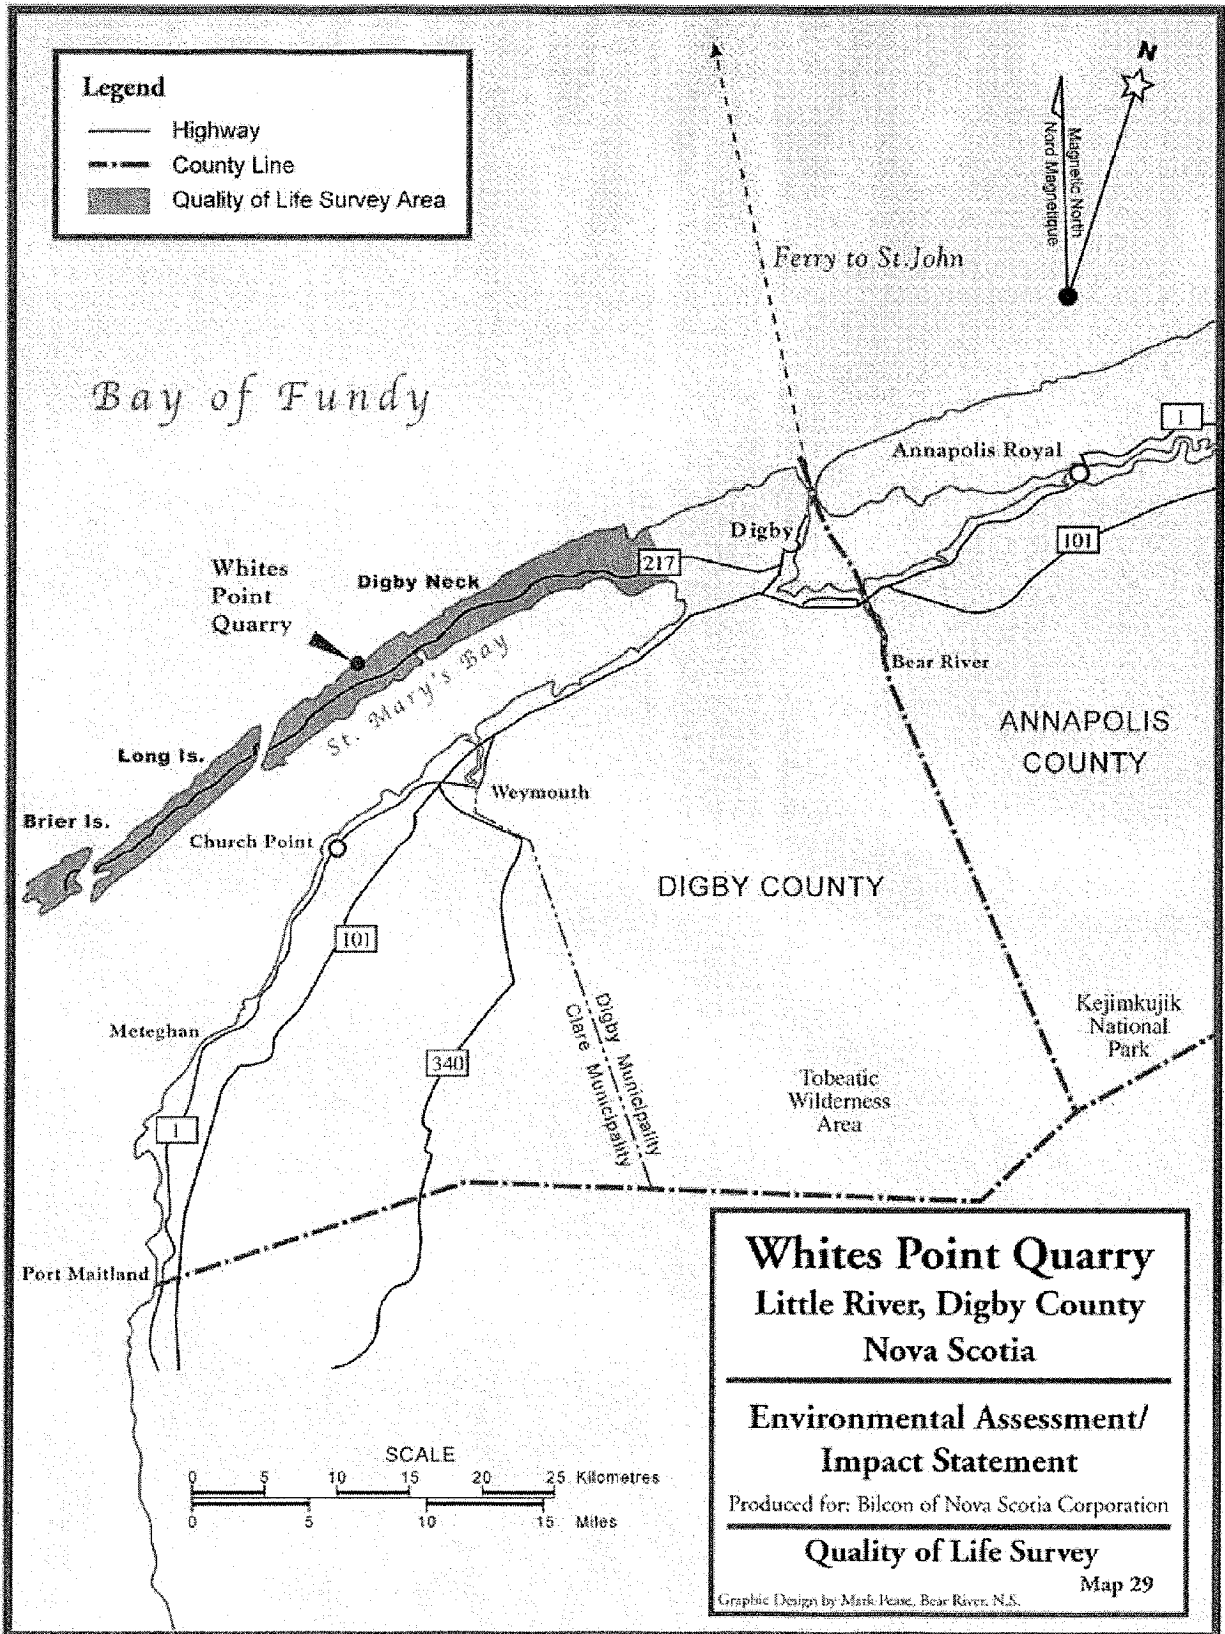 Legend
Highway
County Line
Quality of Life Survey Area
N
Magnetic North
Nord Magnetique
Ferry to St.John
Bay of Fundy
1
Annapolis Royal
Digby
101
217
Whites
Point
Quarry
Digby Neck
St. Mary's Bay
Bear River
ANNAPOLIS
COUNTY
Long Is.
Weymouth
Brier Is.
Church Point
DIGBY COUNTY
101
Digby Municipality
Clare Municipality
Kejimkujik
National
Park
Meteghan
340
Tobeatic
Wilderness
Area
1
Port Maitland
SCALE
0 5 10 15 20 25 Kilometres
0 5 10 15 Miles
Whites Point Quarry
Little River, Digby County
Nova Scotia
Environmental Assessment/
Impact Statement
Produced for: Bilcon of Nova Scotia Corporation
Quality of Life Survey
Map 29
Graphic Design by Mark Pease, Bear River, N.S.